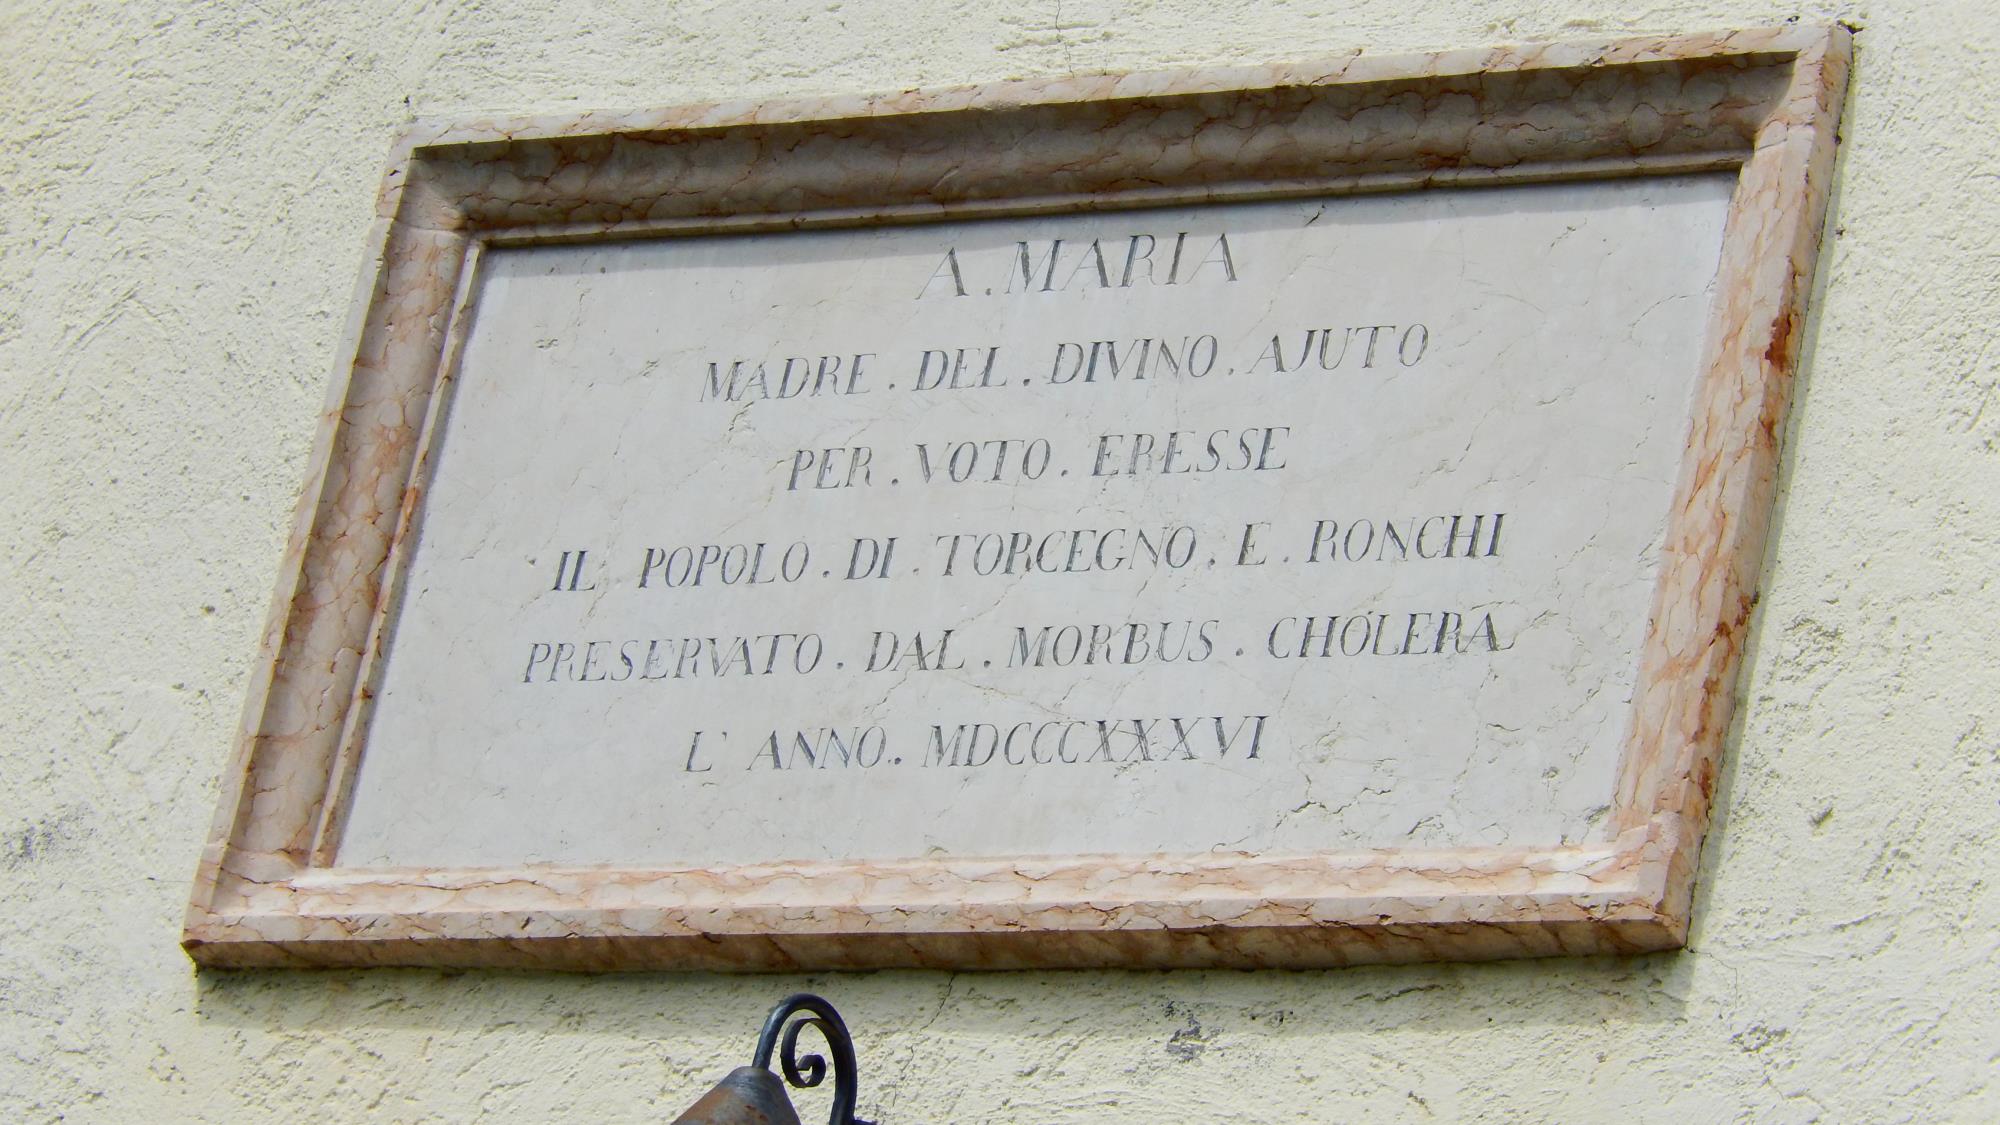 A . MARIA
MADRE . DEL . DIVINO . AJUTO
PER . VOTO . ERESSE
IL POPOLO . DI . TORCEGNO . E . RONCHI
PRESERVATO . DAL . MORBUS . CHOLERA
L' ANNO . MDCCCXXXVI